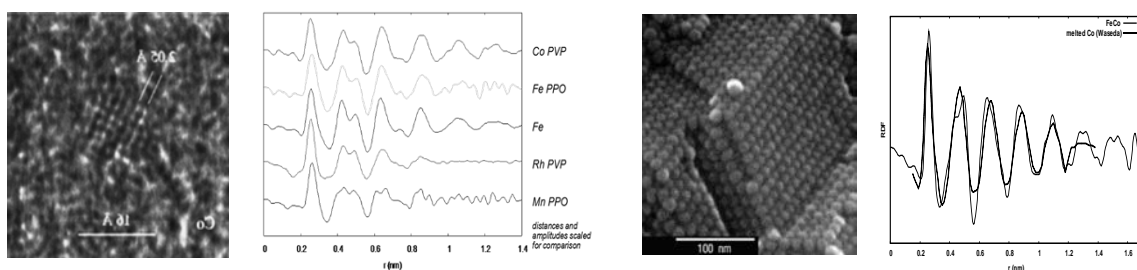 2.05 Å
16 Å
Co
Co PVP
Fe PPO
Fe
Rh PVP
Mn PPO
distances and
amplitudes scaled
for comparison
0 0.2 0.4 0.6 0.8 1 1.2 1.4
r (nm)
100 nm
FeCo
melted Co (Waseda)
RDF
0 0.2 0.4 0.6 0.8 1 1.2 1.4 1.6
r (nm)